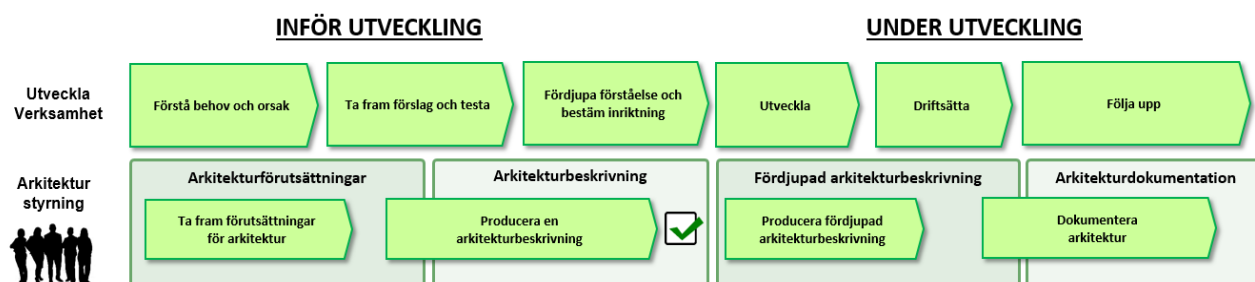 INFÖR UTVECKLING
UNDER UTVECKLING
Utveckla
Verksamhet
Förstå behov och orsak
Ta fram förslag och testa
Fördjupa förståelse och
bestäm inriktning
Utveckla
Driftsätta
Följa upp
Arkitektur
styrning
Arkitekturförutsättningar
Ta fram förutsättningar
för arkitektur
Arkitekturbeskrivning
Producera en
arkitekturbeskrivning
Fördjupad arkitekturbeskrivning
Producera fördjupad
arkitekturbeskrivning
Arkitekturdokumentation
Dokumentera
arkitektur